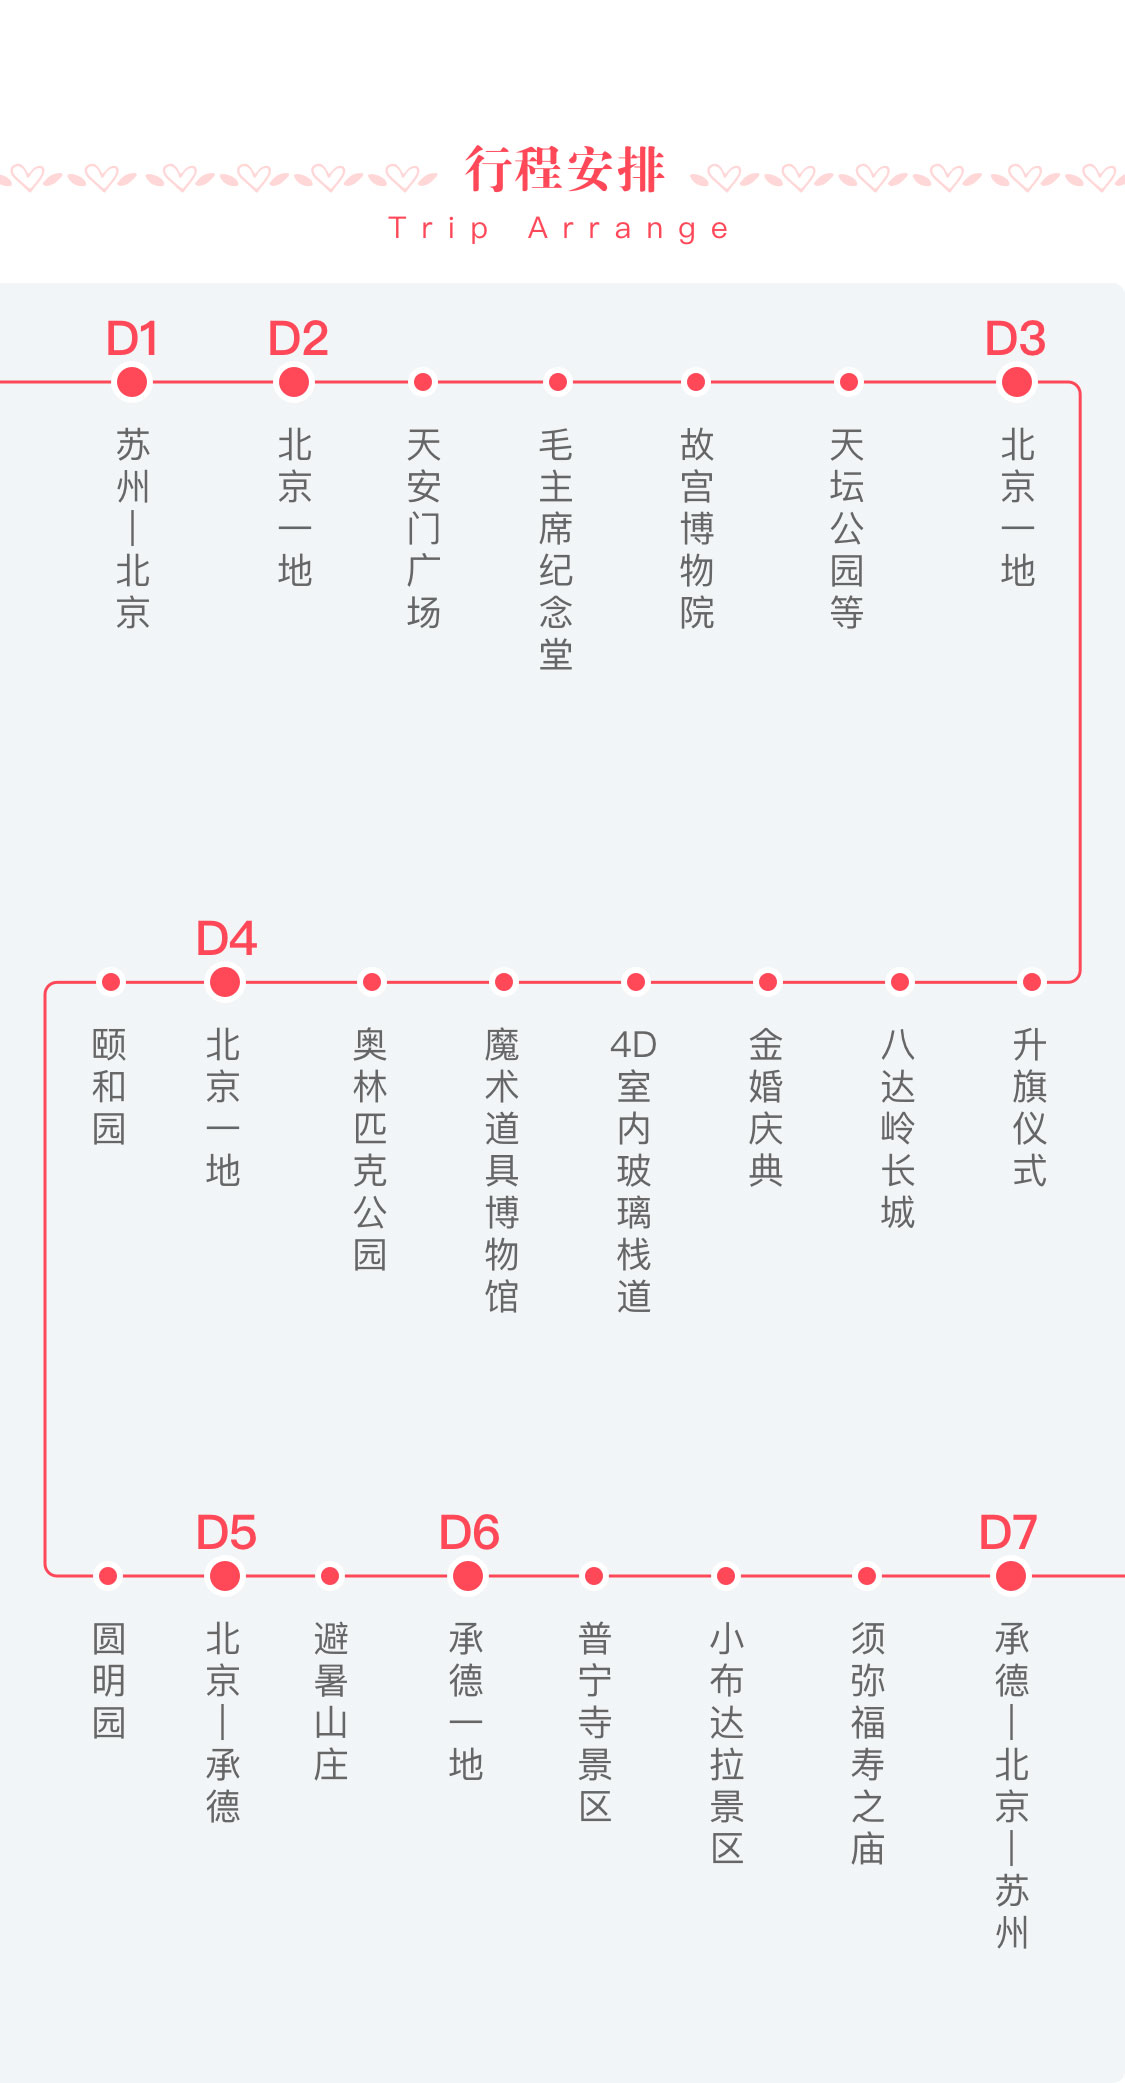 行程安排
Trip Arrange
D1
D2
D3
苏州—北京
北京一地
天安门广场
毛主席纪念堂
故宫博物院
天坛公园等
北京一地
D4
颐和园
北京一地
奥林匹克公园
魔术道具博物馆
4D室内玻璃栈道
金婚庆典
八达岭长城
升旗仪式
D5
D6
D7
圆明园
北京—承德
避暑山庄
承德一地
普宁寺景区
小布达拉景区
须弥福寿之庙
承德—北京—苏州